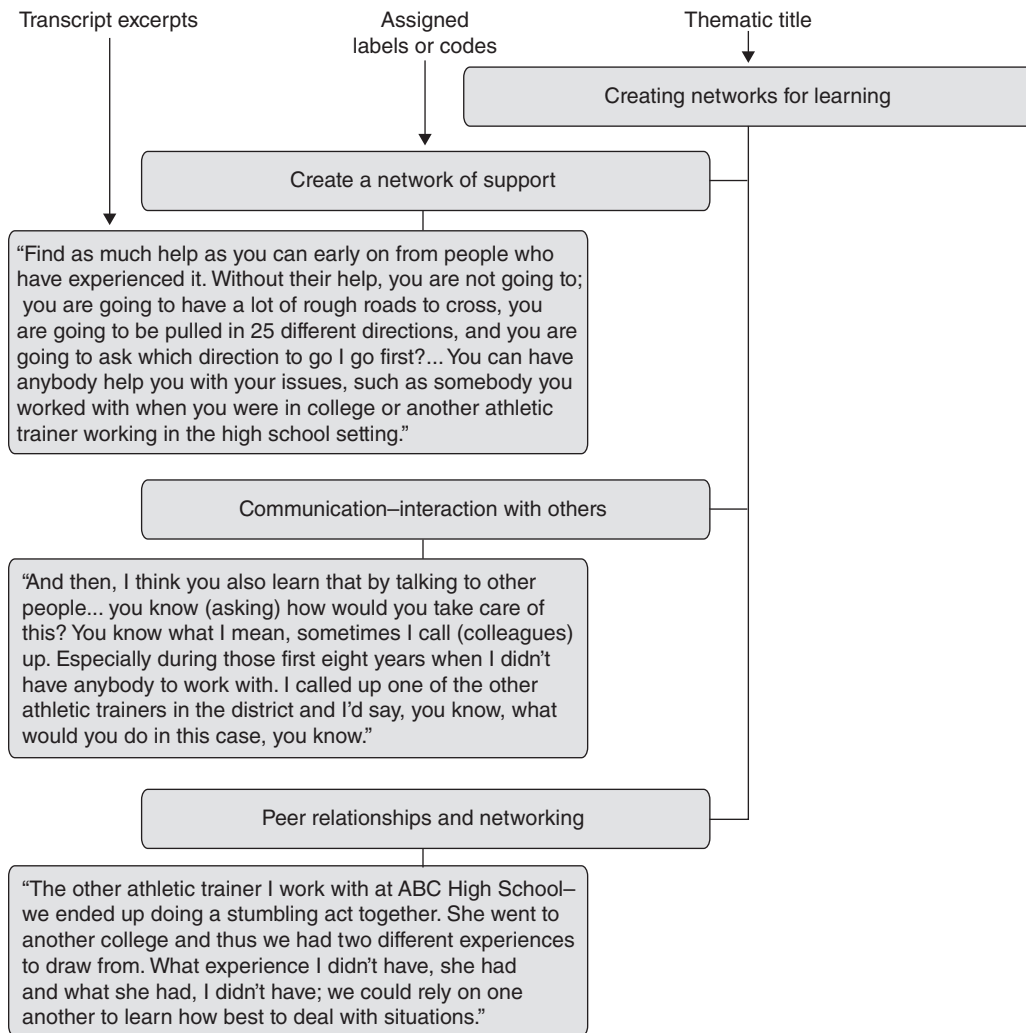 Transcript excerpts
Assigned
labels or codes
Thematic title
Creating networks for learning
Create a network of support
“Find as much help as you can early on from people who
have experienced it. Without their help, you are not going to;
you are going to have a lot of rough roads to cross, you
are going to be pulled in 25 different directions, and you are
going to ask which direction to go I go first?... You can have
anybody help you with your issues, such as somebody you
worked with when you were in college or another athletic
trainer working in the high school setting.”
Communication–interaction with others
“And then, I think you also learn that by talking to other
people... you know (asking) how would you take care of
this? You know what I mean, sometimes I call (colleagues)
up. Especially during those first eight years when I didn’t
have anybody to work with. I called up one of the other
athletic trainers in the district and I’d say, you know, what
would you do in this case, you know.”
Peer relationships and networking
“The other athletic trainer I work with at ABC High School–
we ended up doing a stumbling act together. She went to
another college and thus we had two different experiences
to draw from. What experience I didn’t have, she had
and what she had, I didn’t have; we could rely on one
another to learn how best to deal with situations.”